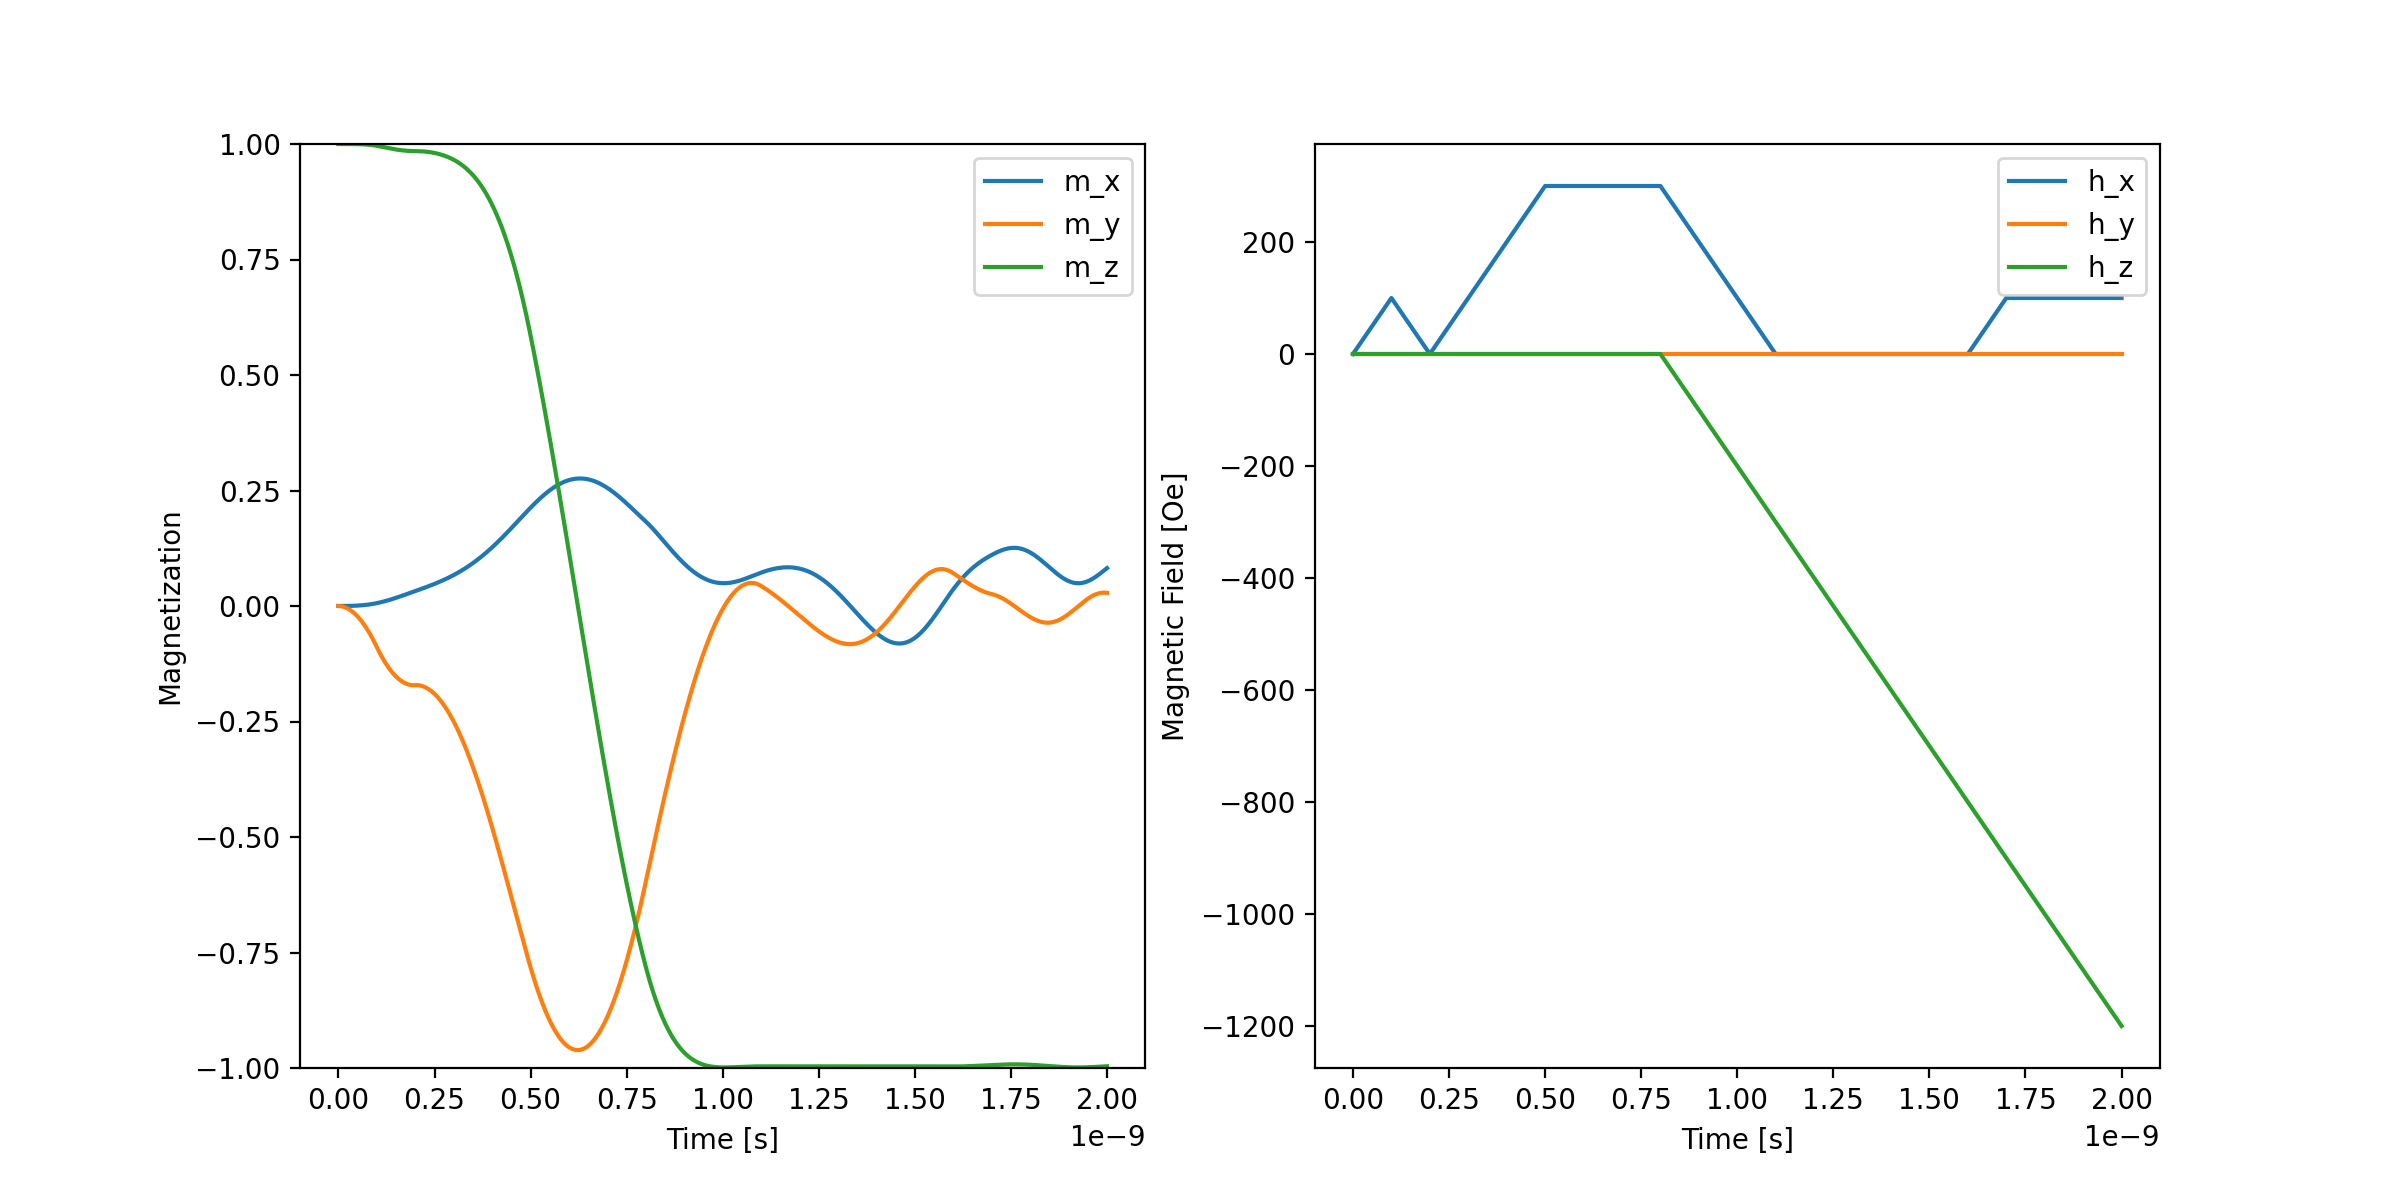 1.00
0.75
0.50
0.25
0.00
−0.25
−0.50
−0.75
−1.00
Magnetization
m_x
m_y
m_z
0.00 0.25 0.50 0.75 1.00 1.25 1.50 1.75 2.00
Time [s]
1e−9
200
0
−200
−400
−600
−800
−1000
−1200
Magnetic Field [Oe]
h_x
h_y
h_z
0.00 0.25 0.50 0.75 1.00 1.25 1.50 1.75 2.00
Time [s]
1e−9